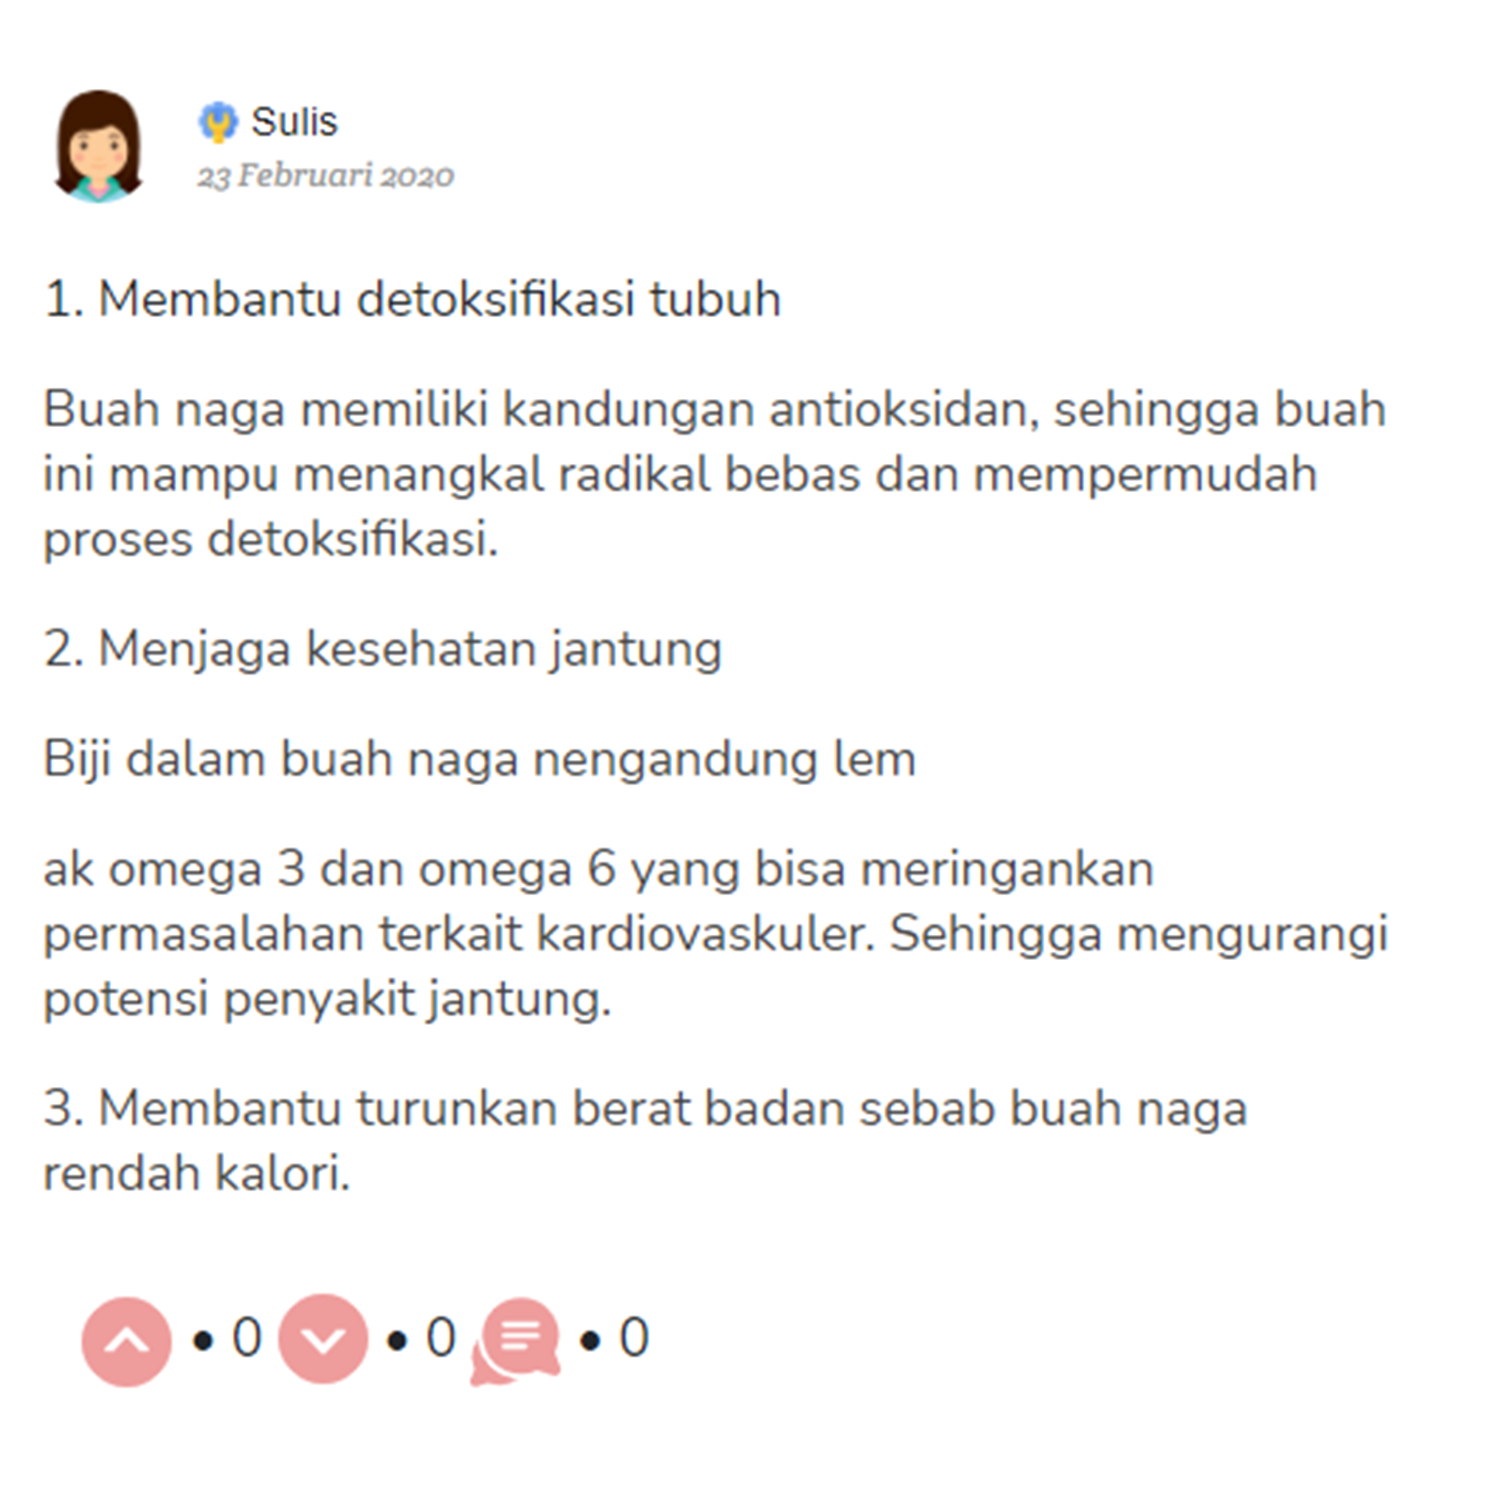 Sulis
23 Februari 2020
1. Membantu detoksifikasi tubuh
Buah naga memiliki kandungan antioksidan, sehingga buah
ini mampu menangkal radikal bebas dan mempermudah
proses detoksifikasi.
2. Menjaga kesehatan jantung
Biji dalam buah naga nengandung lem
ak omega 3 dan omega 6 yang bisa meringankan
permasalahan terkait kardiovaskuler. Sehingga mengurangi
potensi penyakit jantung.
3. Membantu turunkan berat badan sebab buah naga
rendah kalori.
• 0 • 0 • 0